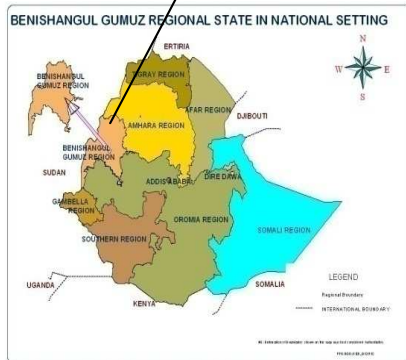 BENISHANGUL GUMUZ REGIONAL STATE IN NATIONAL SETTING
N
W
E
S
ERTIRIA
TIGRAY REGION
BENISHANGUL
GUMUZ REGION
AFAR REGION
DJIBOUTI
AMHARA REGION
BENISHANGUL
GUMUZ REGION
SUDAN
ADDIS ABABA
DIRE DAWA
GAMBELLA
REGION
OROMIA REGION
SOMALI REGION
SOUTHERN REGION
LEGEND
Regional Boundary
INTERNATIONAL BOUNDARY
UGANDA
SOMALIA
KENYA